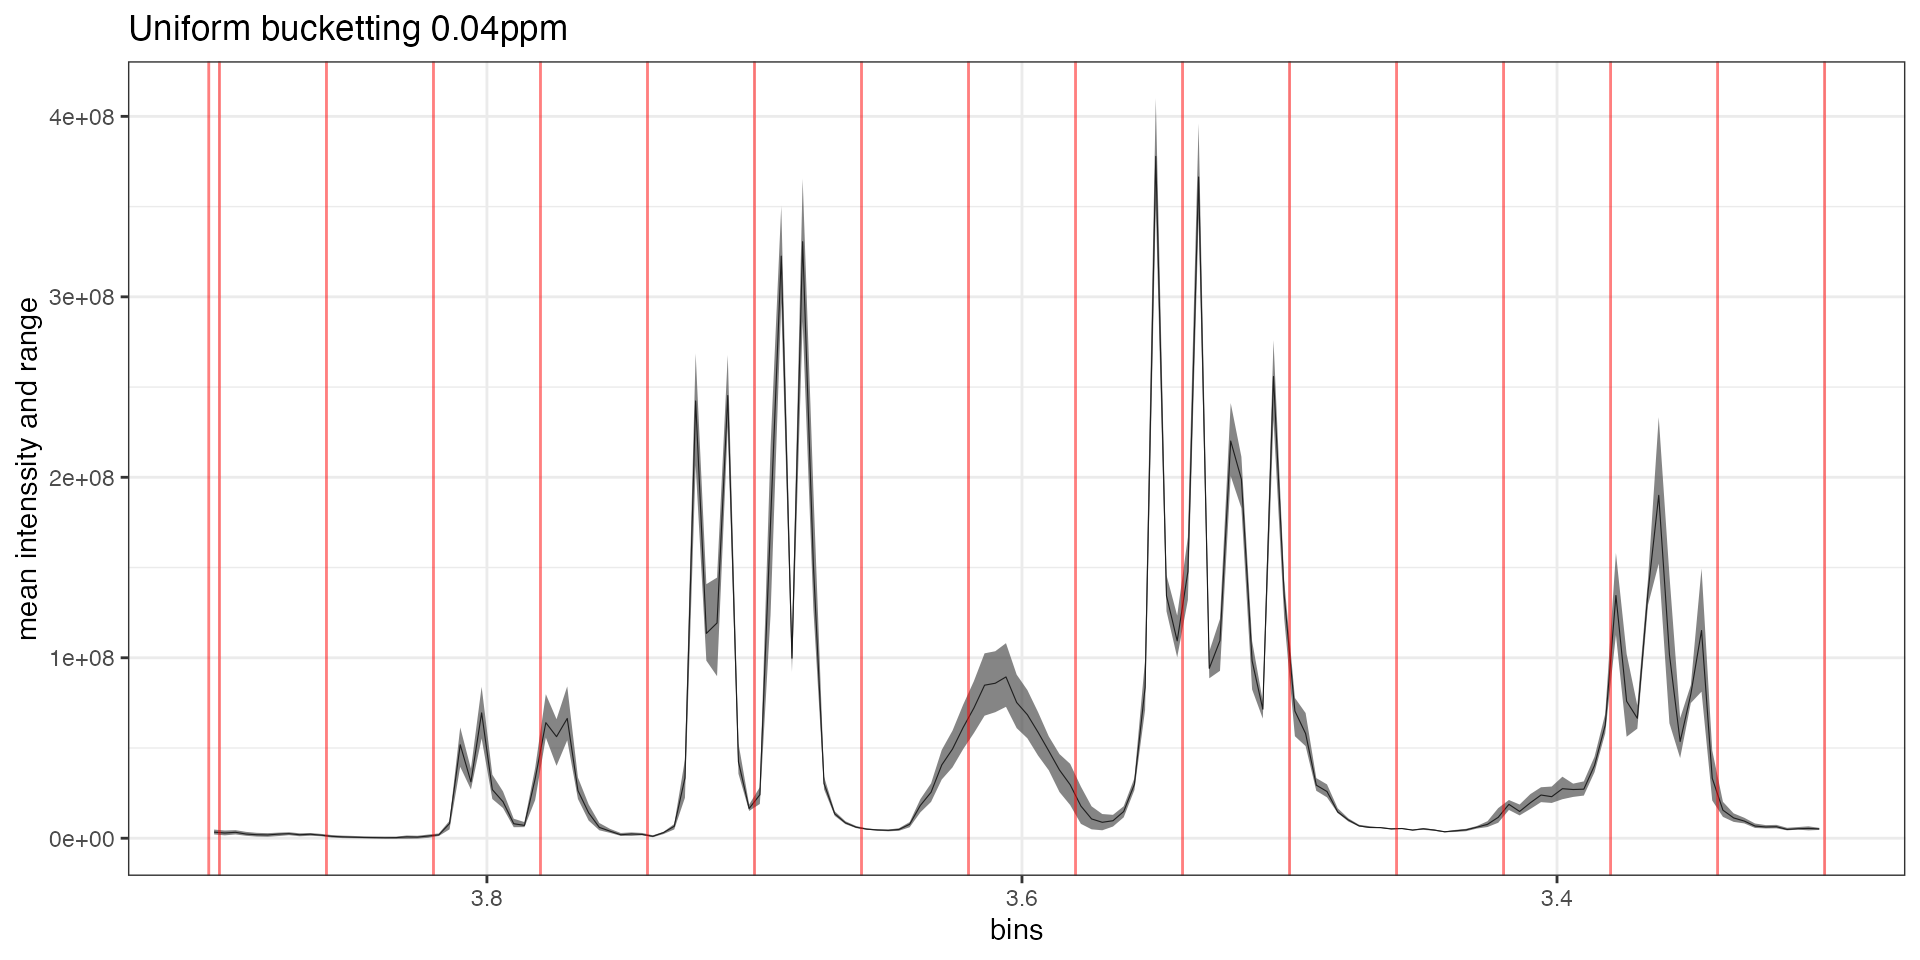 Uniform bucketting 0.04ppm
mean intenssity and range
4e+08
3e+08
2e+08
1e+08
0e+00
3.8
3.6
3.4
bins